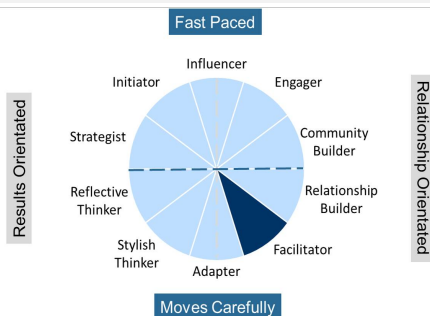 Fast Paced
Influencer
Initiator
Engager
Strategist
Community
Builder
Results Orientated
Relationship Orientated
Reflective
Thinker
Relationship
Builder
Stylish
Thinker
Facilitator
Adapter
Moves Carefully